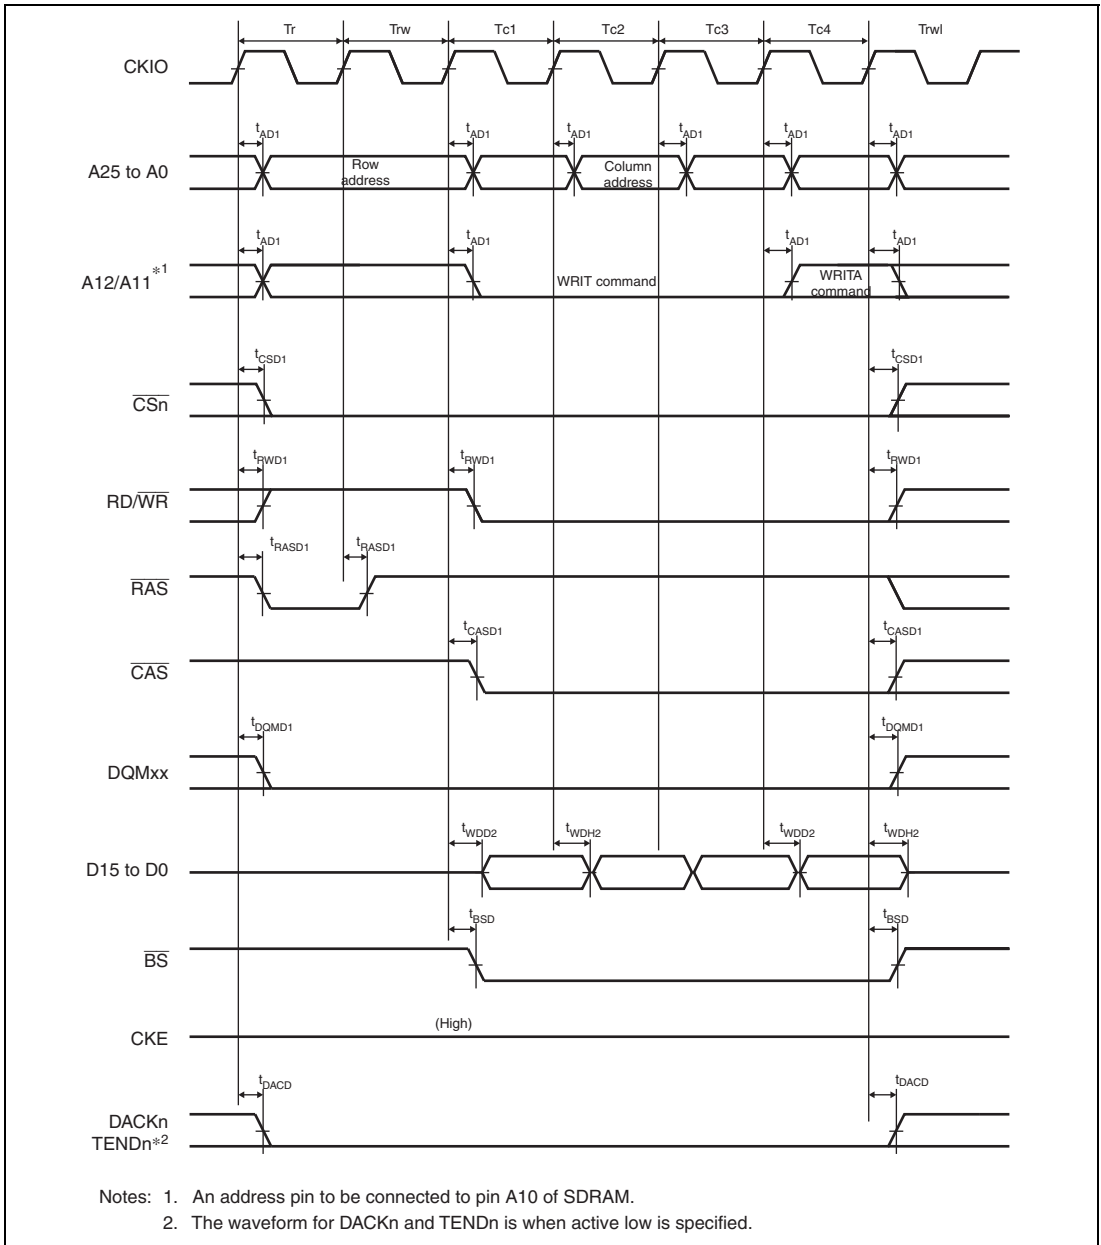 Tr Trw Tc1 Tc2 Tc3 Tc4 Trwl
CKIO
tAD1 tAD1 tAD1 tAD1 tAD1 tAD1
A25 to A0
Row
address
Column
address
tAD1 tAD1 tAD1 tAD1
A12/A11*1
WRIT command
WRITA
command
tCSD1 tCSD1
CSn
tRWD1 tRWD1 tRWD1
RD/WR
tRASD1 tRASD1
RAS
tCASD1 tCASD1
CAS
tDQMD1 tDQMD1
DQMxx
tWDD2 tWDH2 tWDD2 tWDH2
D15 to D0
tBSD tBSD
BS
(High)
CKE
tDACD tDACD
DACKn
TENDn*2
Notes: 1. An address pin to be connected to pin A10 of SDRAM.
2. The waveform for DACKn and TENDn is when active low is specified.